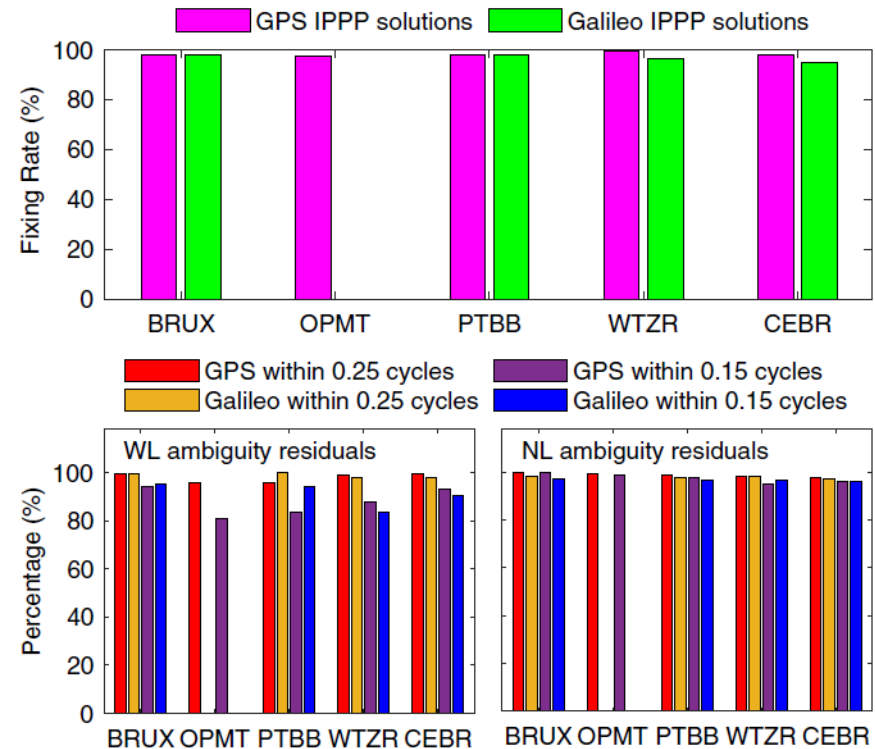 GPS IPPP solutions Galileo IPPP solutions
100
80
60
40
20
0
Fixing Rate (%)
BRUX OPMT PTBB WTZR CEBR
GPS within 0.25 cycles GPS within 0.15 cycles
Galileo within 0.25 cycles Galileo within 0.15 cycles
WL ambiguity residuals NL ambiguity residuals
100
80
60
40
20
0
Percentage (%)
BRUX OPMT PTBB WTZR CEBR BRUX OPMT PTBB WTZR CEBR